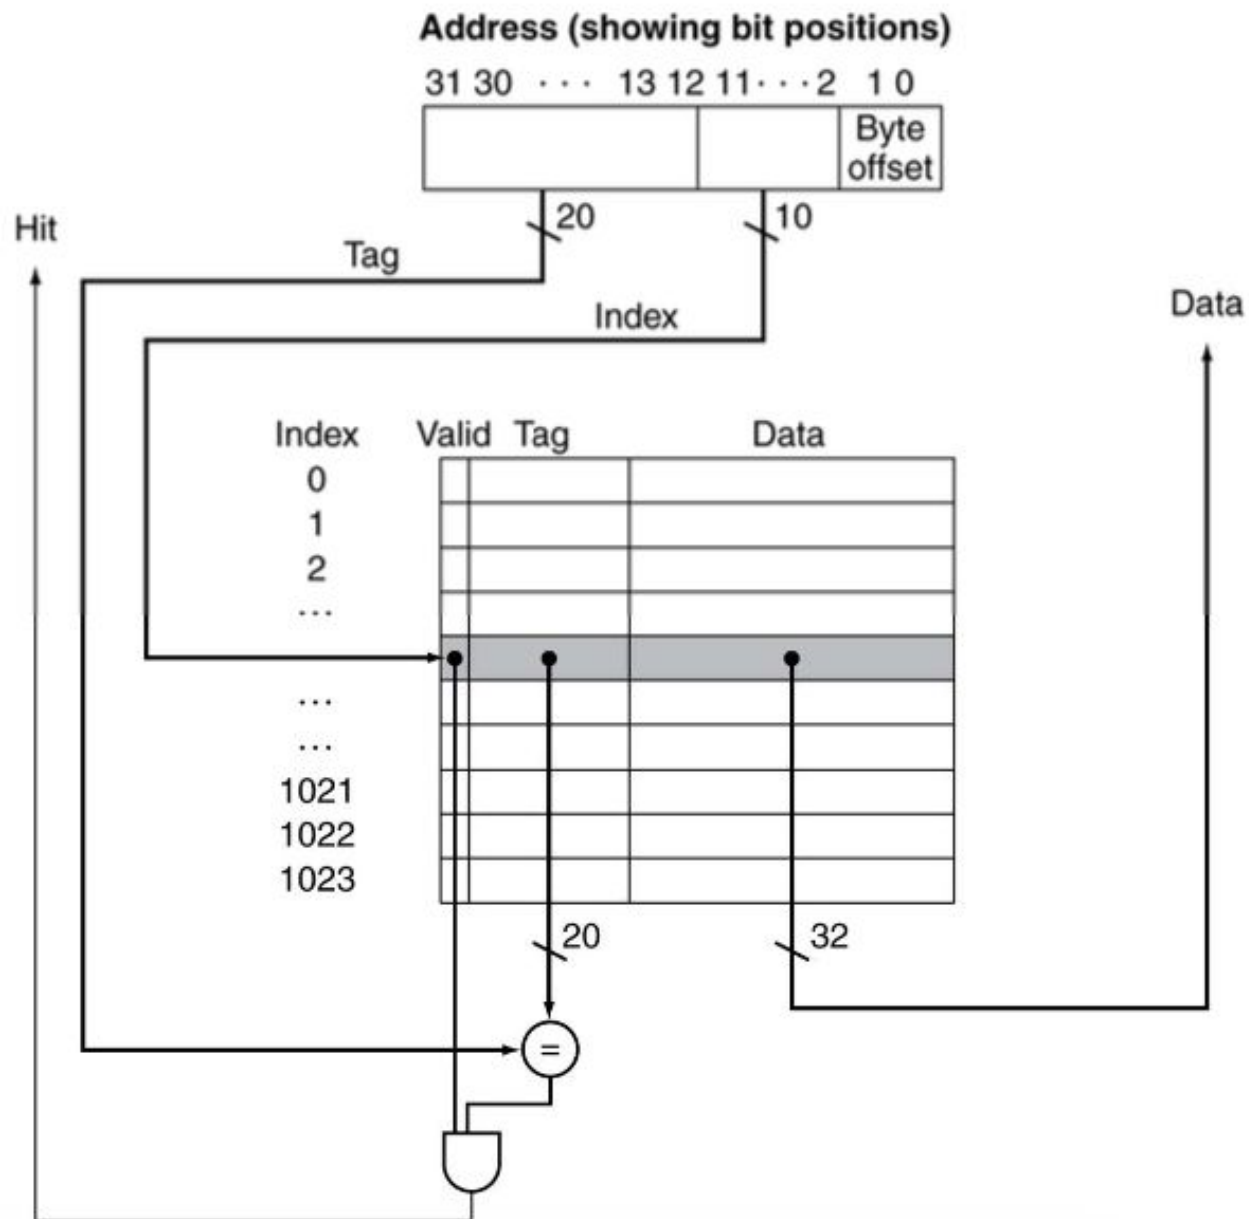 Address (showing bit positions)
31 30 · · · 13 12 11 · · · 2 1 0
Byte
offset
20 10
Hit
Tag
Index
Data
Index Valid Tag Data
0
1
2
...
...
...
1021
1022
1023
20 32
=